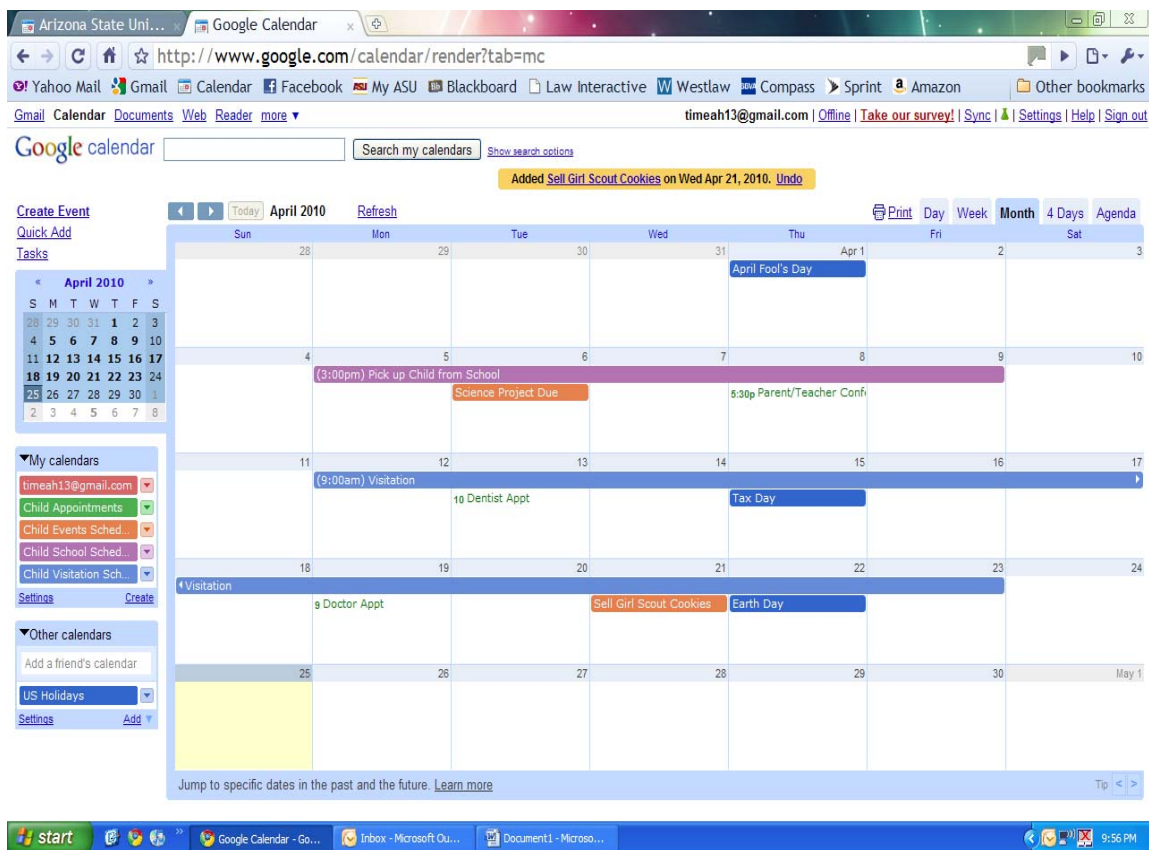 Arizona State Uni... Google Calendar
http://www.google.com/calendar/render?tab=mc
Yahoo Mail Gmail Calendar Facebook My ASU Blackboard Law Interactive Westlaw Compass Sprint Amazon Other bookmarks
Gmail Calendar Documents Web Reader more ▼ timeah13@gmail.com | Offline | Take our survey! | Sync | | Settings | Help | Sign out
Google calendar Search my calendars Show search options
Added Sell Girl Scout Cookies on Wed Apr 21, 2010. Undo
Create Event Today April 2010 Refresh Print Day Week Month 4 Days Agenda
Quick Add
Tasks
« April 2010 »
S M T W T F S
28 29 30 31 1 2 3
4 5 6 7 8 9 10
11 12 13 14 15 16 17
18 19 20 21 22 23 24
25 26 27 28 29 30 1
2 3 4 5 6 7 8
▼My calendars
timeah13@gmail.com
Child Appointments
Child Events Sched...
Child School Sched...
Child Visitation Sch...
Settings Create
▼Other calendars
Add a friend's calendar
US Holidays
Settings Add ▼
Sun Mon Tue Wed Thu Fri Sat
28 29 30 31 Apr 1 2 3
April Fool's Day
4 5 6 7 8 9 10
(3:00pm) Pick up Child from School
Science Project Due 5:30p Parent/Teacher Conf
11 12 13 14 15 16 17
(9:00am) Visitation
10 Dentist Appt Tax Day
18 19 20 21 22 23 24
Visitation
9 Doctor Appt Sell Girl Scout Cookies Earth Day
25 26 27 28 29 30 May 1
Jump to specific dates in the past and the future. Learn more Tip < >
start Google Calendar - Go... Inbox - Microsoft Ou... Document1 - Microso... 9:56 PM